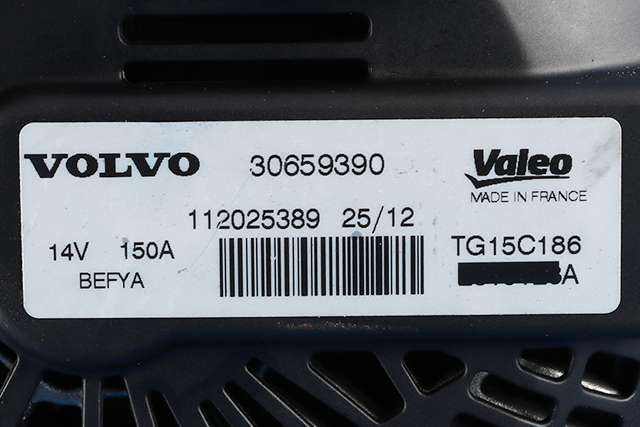 VOLVO 30659390 Valeo
MADE IN FRANCE
112025389 25/12
14V 150A TG15C186
BEFYA